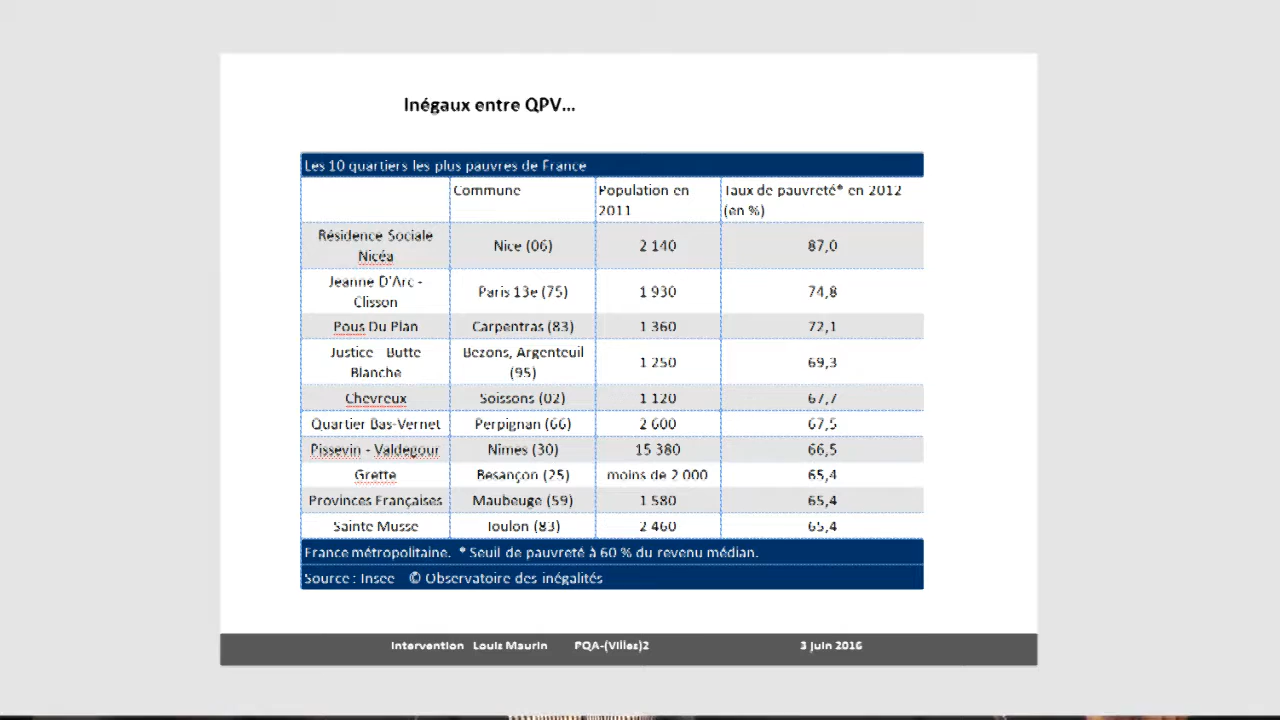 Inégaux entre QPV...
Les 10 quartiers les plus pauvres de France
Commune Population en 2011 Taux de pauvreté* en 2012 (en %)
Résidence Sociale Nicéa Nice (06) 2 140 87,0
Jeanne D'Arc - Clisson Paris 13e (75) 1 930 74,8
Pous Du Plan Carpentras (83) 1 360 72,1
Justice - Butte Blanche Bezons, Argenteuil (95) 1 250 69,3
Chevreux Soissons (02) 1 120 67,7
Quartier Bas-Vernet Perpignan (66) 2 600 67,5
Pissevin - Valdegour Nîmes (30) 15 380 66,5
Grette Besançon (25) moins de 2 000 65,4
Provinces Françaises Maubeuge (59) 1 580 65,4
Sainte Musse Toulon (83) 2 460 65,4
France métropolitaine. * Seuil de pauvreté à 60 % du revenu médian.
Source : Insee © Observatoire des inégalités
Intervention Louis Maurin PQA-(Villes)2 3 juin 2016